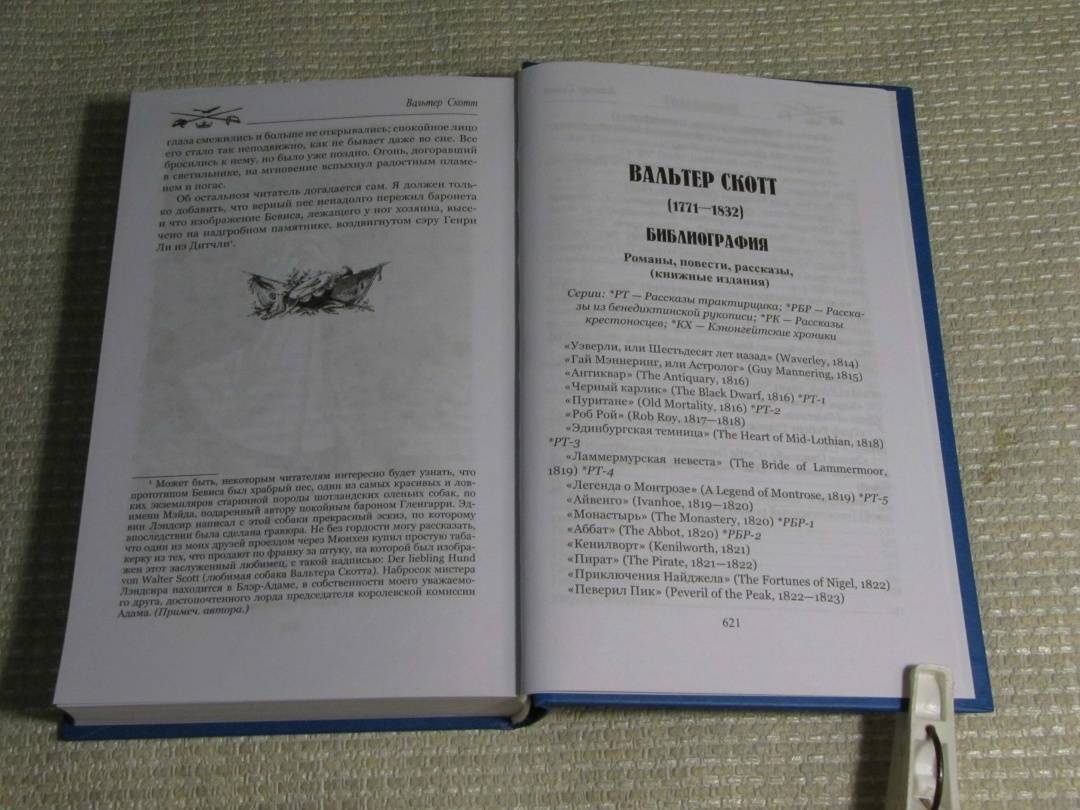 Вальтер Скотт
глаза смежились и больше не открывались; спокойное лицо
его стало так неподвижно, как не бывает даже во сне. Все
бросились к нему, но было уже поздно. Огонь, догоравший
в светильнике, на мгновение вспыхнул радостным пламе-
нем и погас.
Об остальном читатель догадается сам. Я должен толь-
ко добавить, что верный пес ненадолго пережил баронета
и что изображение Бевиса, лежащего у ног хозяина, высе-
чено на надгробном памятнике, воздвигнутом сэру Генри
Ли из Дитчли¹.
¹ Может быть, некоторым читателям интересно будет узнать, что
прототипом Бевиса был храбрый пес, один из самых красивых и лов-
ких экземпляров старинной породы шотландских оленьих собак, по
имени Мэйда, подаренный автору покойным бароном Гленгарри. Эд-
вин Лэндсир написал с этой собаки прекрасный эскиз, по которому
впоследствии была сделана гравюра. Не без гордости могу рассказать,
что один из моих друзей проездом через Мюнхен купил простую таба-
керку из тех, что продают по франку за штуку, на которой был изобра-
жен этот заслуженный любимец, с такой надписью: Der liebling Hund
von Walter Scott (любимая собака Вальтера Скотта). Набросок мистера
Лэндсира находится в Блэр-Адаме, в собственности моего уважаемо-
го друга, достопочтенного лорда председателя королевской комиссии
Адама. (Примеч. автора.)
ВАЛЬТЕР СКОТТ
(1771—1832)
БИБЛИОГРАФИЯ
Романы, повести, рассказы,
(книжные издания)
Серии: *РТ — Рассказы трактирщика; *РБР — Расска-
зы из бенедиктинской рукописи; *РК — Рассказы
крестоносцев; *КХ — Кэнонгейтские хроники
«Уэверли, или Шестьдесят лет назад» (Waverley, 1814)
«Гай Мэннеринг, или Астролог» (Guy Mannering, 1815)
«Антиквар» (The Antiquary, 1816)
«Черный карлик» (The Black Dwarf, 1816) *РТ-1
«Пуритане» (Old Mortality, 1816) *РТ-2
«Роб Рой» (Rob Roy, 1817—1818)
«Эдинбургская темница» (The Heart of Mid-Lothian, 1818)
*РТ-3
«Ламмермурская невеста» (The Bride of Lammermoor,
1819) *РТ-4
«Легенда о Монтрозе» (A Legend of Montrose, 1819) *РТ-5
«Айвенго» (Ivanhoe, 1819—1820)
«Монастырь» (The Monastery, 1820) *РБР-1
«Аббат» (The Abbot, 1820) *РБР-2
«Кенилворт» (Kenilworth, 1821)
«Пират» (The Pirate, 1821—1822)
«Приключения Найджела» (The Fortunes of Nigel, 1822)
«Певерил Пик» (Peveril of the Peak, 1822—1823)
621